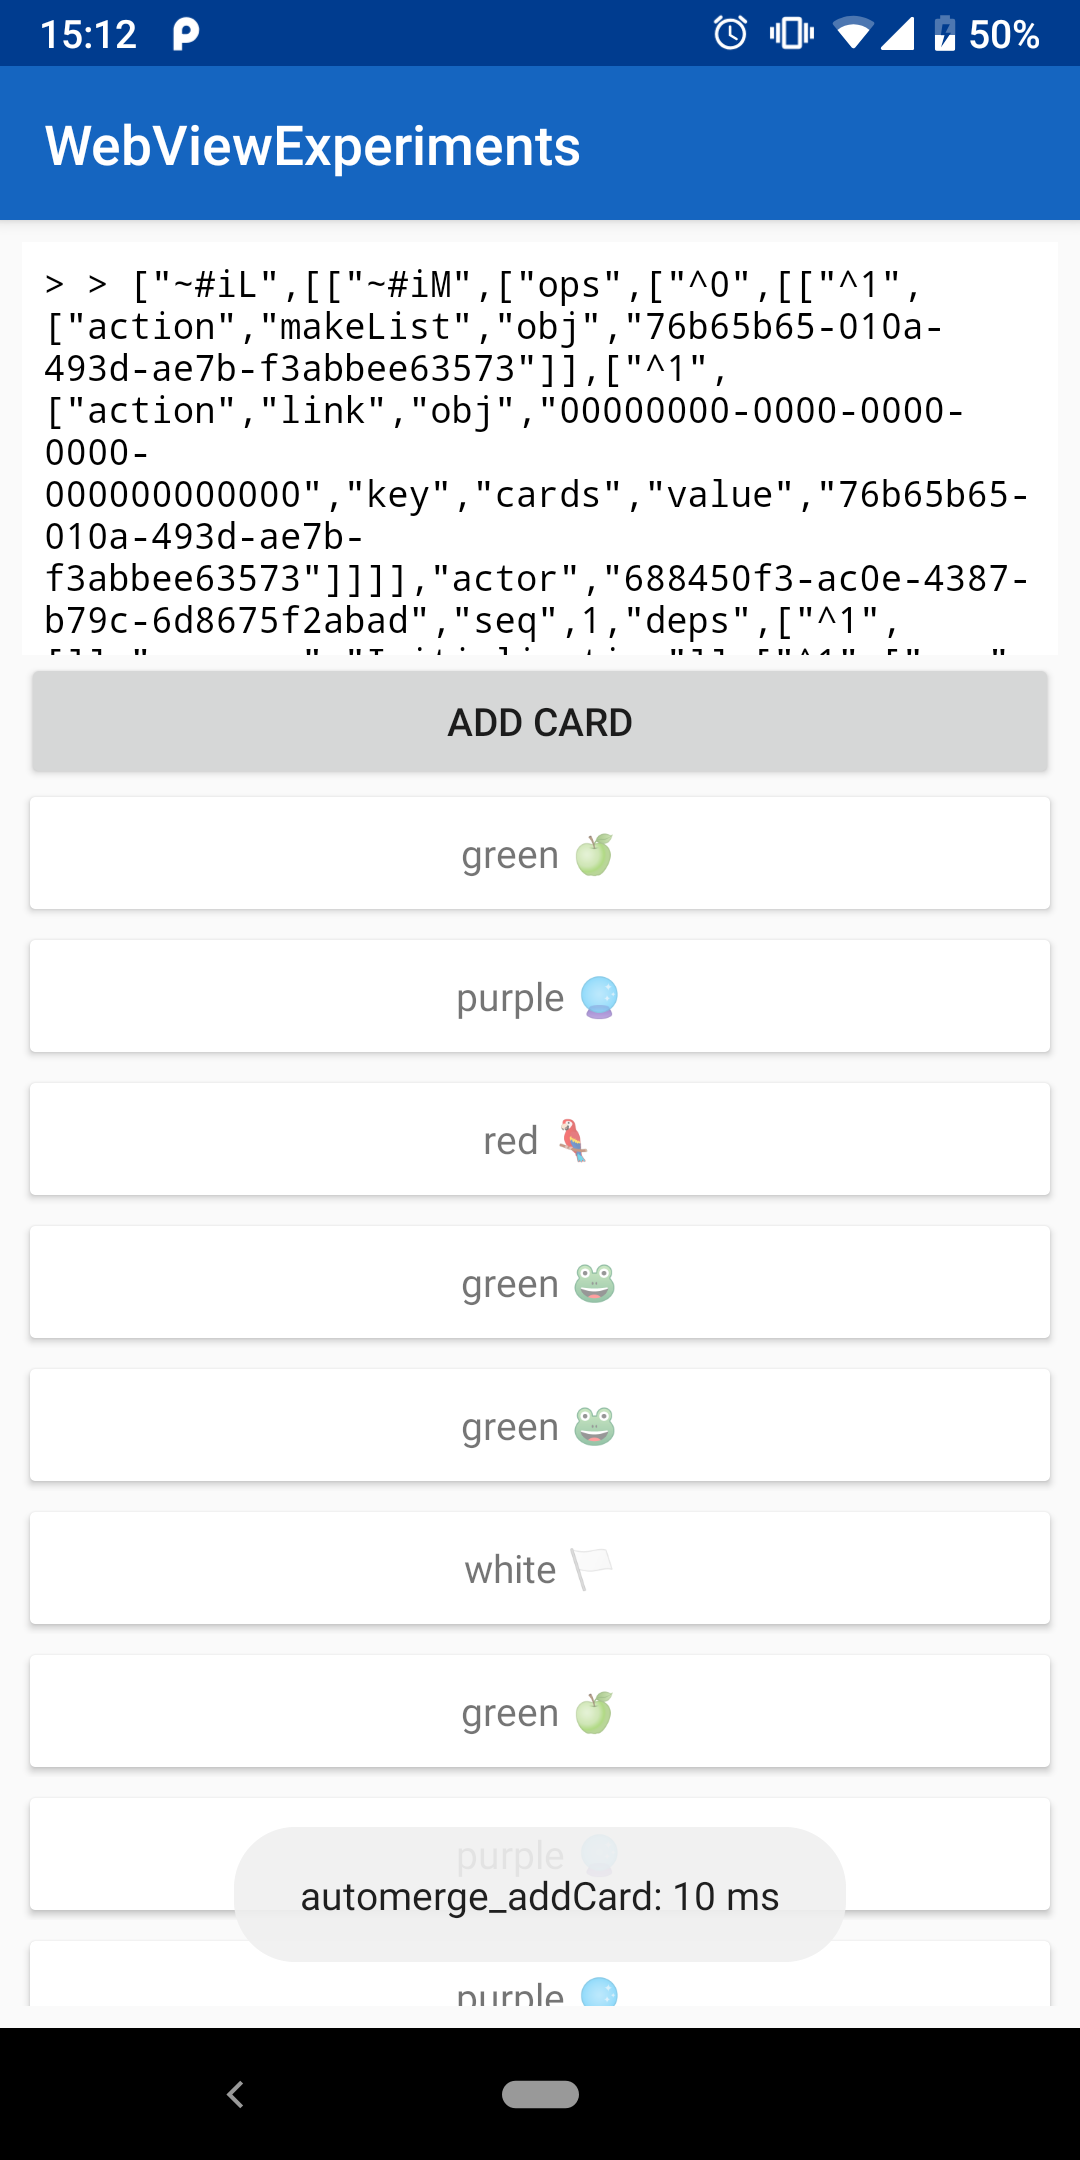 15:12
50%
WebViewExperiments
> > ["~#iL",[["~#iM",["ops",["^0",[["^1",
["action","makeList","obj","76b65b65-010a-
493d-ae7b-f3abbee63573"]],["^1",
["action","link","obj","00000000-0000-0000-
0000-
000000000000","key","cards","value","76b65b65-
010a-493d-ae7b-
f3abbee63573"]]]],"actor","688450f3-ac0e-4387-
b79c-6d8675f2abad","seq",1,"deps",["^1",
ADD CARD
green 🍏
purple 🔮
red 🦜
green 🐸
green 🐸
white 🏳
green 🍏
purple 🔮
automerge_addCard: 10 ms
purple 🔮